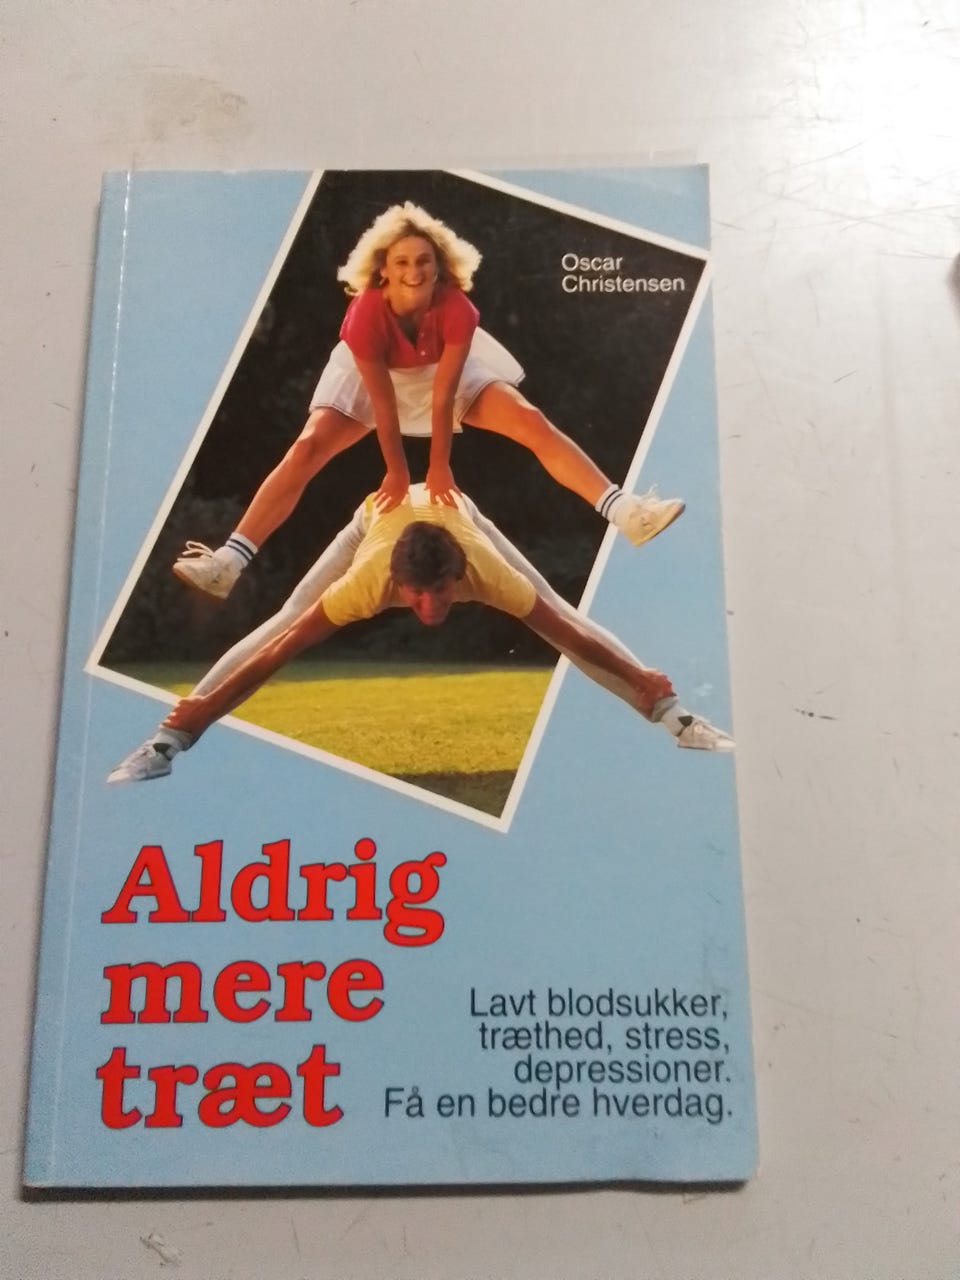 Oscar
Christensen
Aldrig
mere
træt
Lavt blodsukker,
træthed, stress,
depressioner.
Få en bedre hverdag.